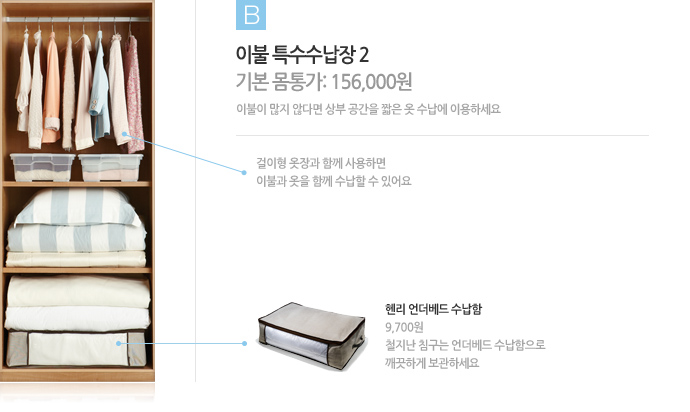 B
이불 특수수납장 2
기본 몸통가: 156,000원
이불이 많지 않다면 상부 공간을 짧은 옷 수납에 이용하세요
걸이형 옷장과 함께 사용하면
이불과 옷을 함께 수납할 수 있어요
헨리 언더베드 수납함
9,700원
철지난 침구는 언더베드 수납함으로
깨끗하게 보관하세요